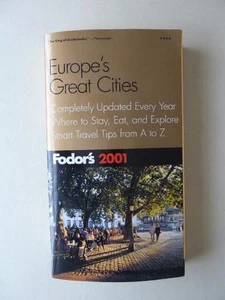 Europe's
Great Cities
Completely Updated Every Year
Where to Stay, Eat, and Explore
Smart Travel Tips from A to Z
Fodor's 2001